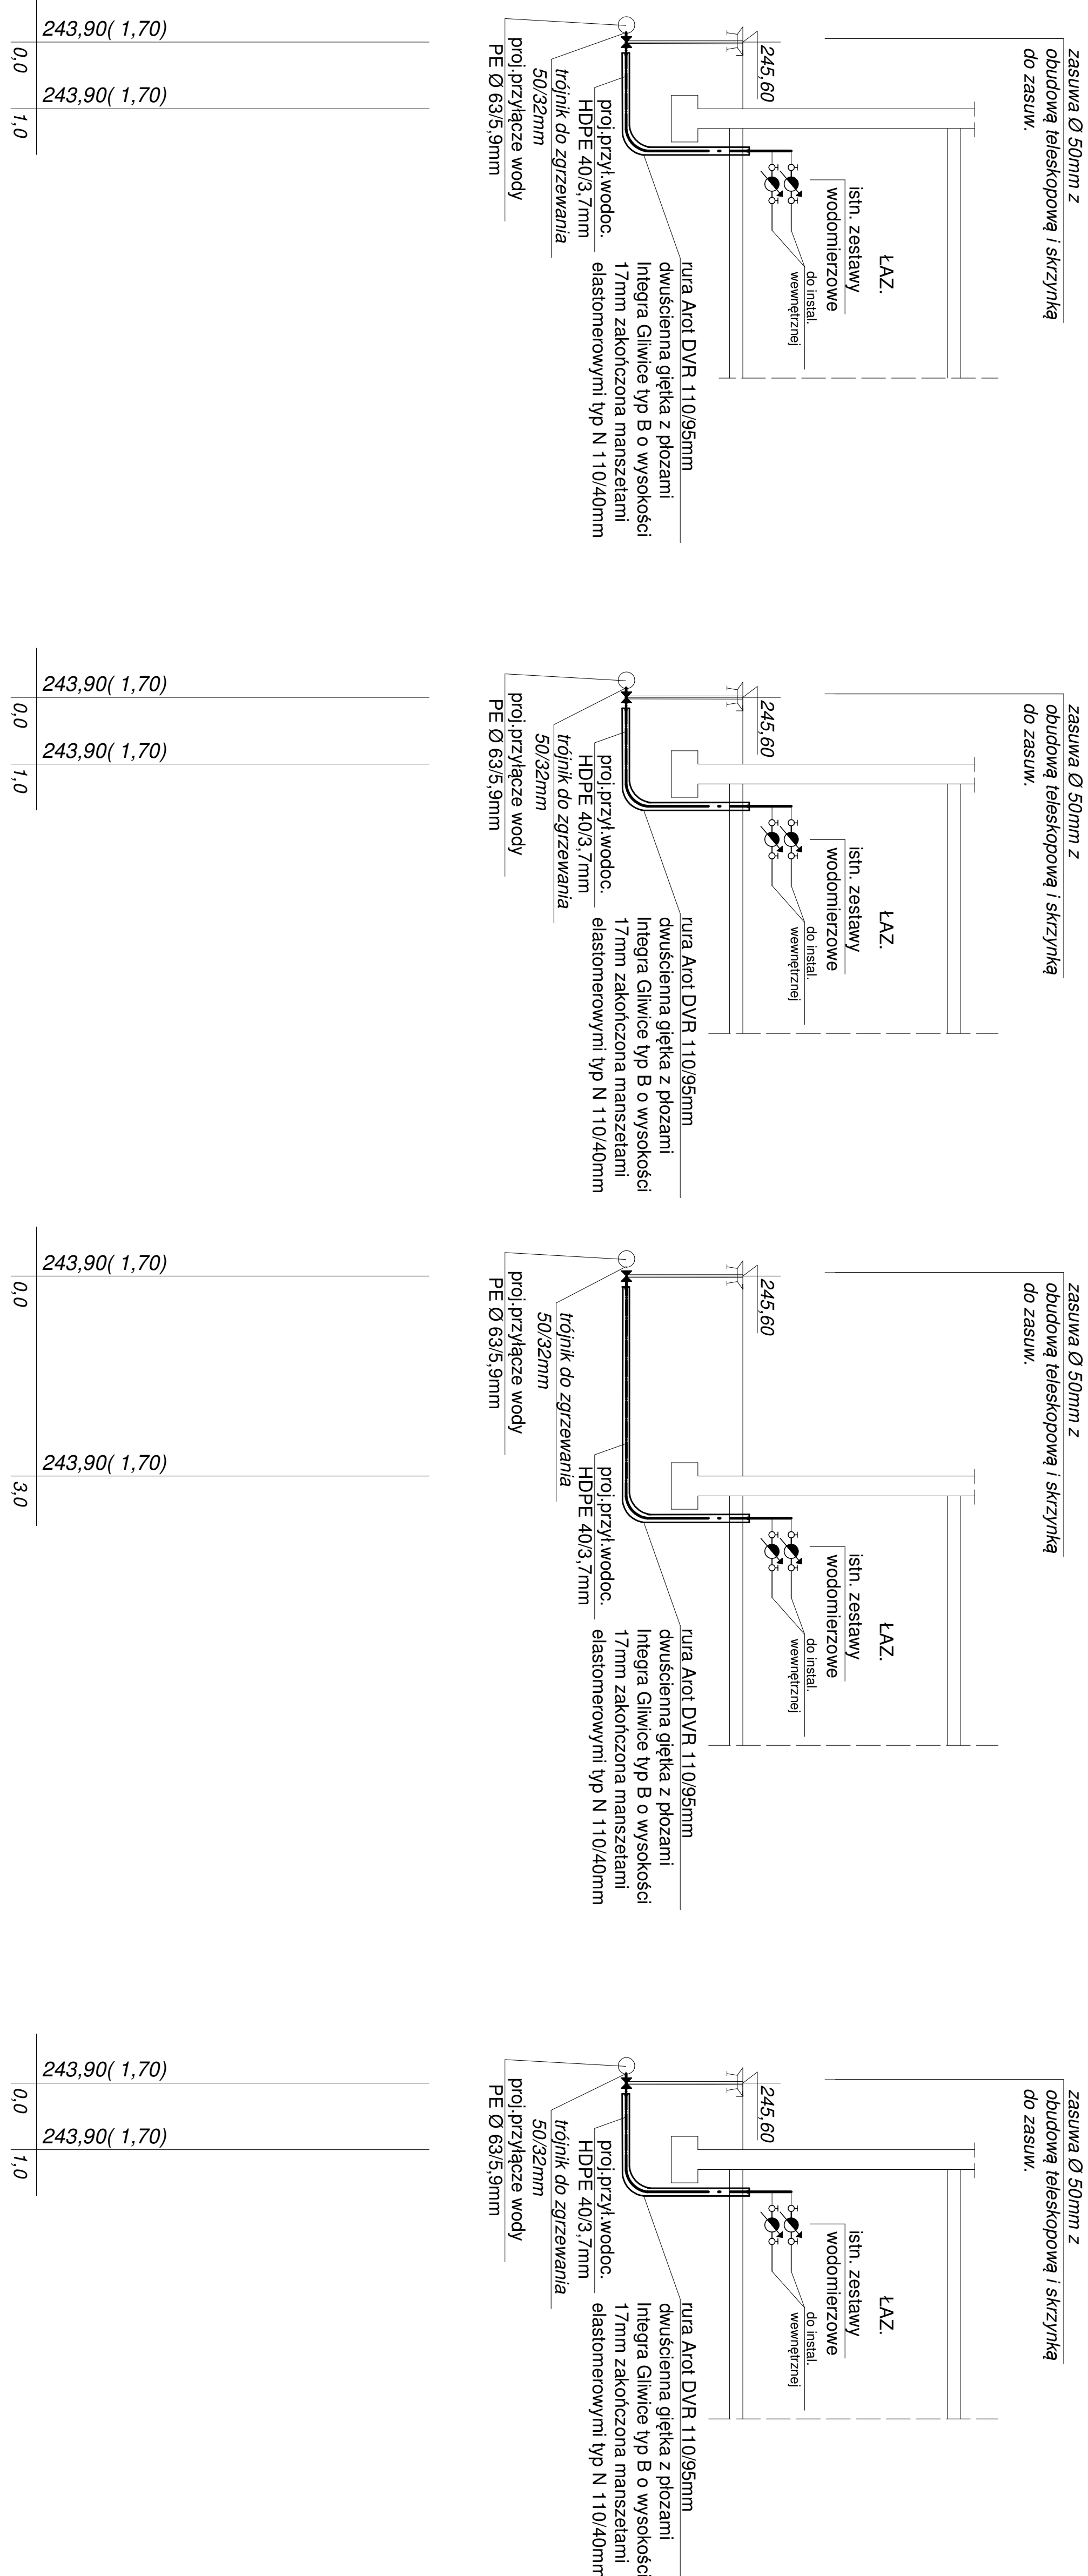 zasuwa Ø 50mm z
obudową teleskopową i skrzynką
do zasuw.
ŁAZ.
istn. zestawy
wodomierzowe
do instal.
wewnętrznej
245,60
rura Arot DVR 110/95mm
dwuścienna giętka z płozami
Integra Gliwice typ B o wysokości
17mm zakończona manszetami
elastomerowymi typ N 110/40mm
proj.przył.wodoc.
HDPE 40/3,7mm
trójnik do zgrzewania
50/32mm
proj.przyłącze wody
PE Ø 63/5,9mm
243,90( 1,70)
243,90( 1,70)
0,0
1,0
zasuwa Ø 50mm z
obudową teleskopową i skrzynką
do zasuw.
ŁAZ.
istn. zestawy
wodomierzowe
do instal.
wewnętrznej
245,60
rura Arot DVR 110/95mm
dwuścienna giętka z płozami
Integra Gliwice typ B o wysokości
17mm zakończona manszetami
elastomerowymi typ N 110/40mm
proj.przył.wodoc.
HDPE 40/3,7mm
trójnik do zgrzewania
50/32mm
proj.przyłącze wody
PE Ø 63/5,9mm
243,90( 1,70)
243,90( 1,70)
0,0
1,0
zasuwa Ø 50mm z
obudową teleskopową i skrzynką
do zasuw.
ŁAZ.
istn. zestawy
wodomierzowe
do instal.
wewnętrznej
245,60
rura Arot DVR 110/95mm
dwuścienna giętka z płozami
Integra Gliwice typ B o wysokości
17mm zakończona manszetami
elastomerowymi typ N 110/40mm
proj.przył.wodoc.
HDPE 40/3,7mm
trójnik do zgrzewania
50/32mm
proj.przyłącze wody
PE Ø 63/5,9mm
243,90( 1,70)
243,90( 1,70)
0,0
3,0
zasuwa Ø 50mm z
obudową teleskopową i skrzynką
do zasuw.
ŁAZ.
istn. zestawy
wodomierzowe
do instal.
wewnętrznej
245,60
rura Arot DVR 110/95mm
dwuścienna giętka z płozami
Integra Gliwice typ B o wysokości
17mm zakończona manszetami
elastomerowymi typ N 110/40mm
proj.przył.wodoc.
HDPE 40/3,7mm
trójnik do zgrzewania
50/32mm
proj.przyłącze wody
PE Ø 63/5,9mm
243,90( 1,70)
243,90( 1,70)
0,0
1,0